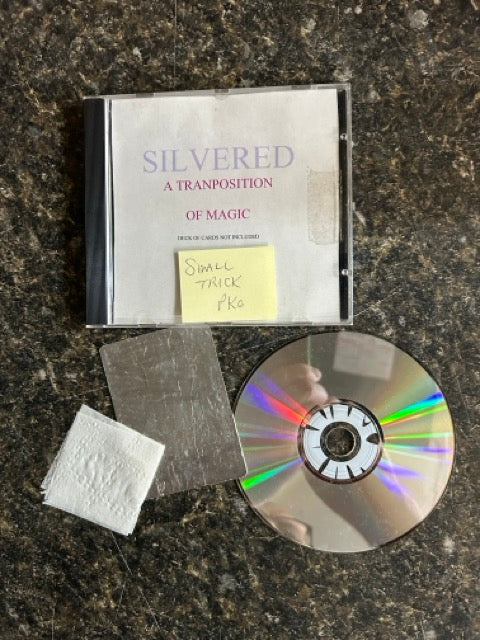 SILVERED
A TRANPOSITION
OF MAGIC
DECK OF CARDS NOT INCLUDED
SMALL
TRICK
PKG